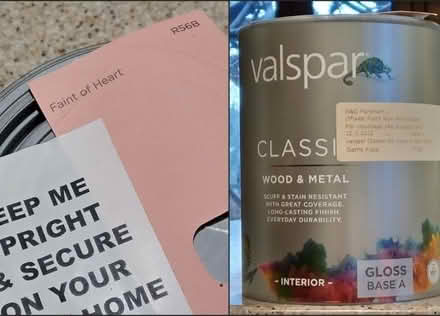 R56B
Faint of Heart
EEP ME
PRIGHT
& SECURE
ON YOUR
HOME
valspar
CLASSI
WOOD & METAL
SCUFF & STAIN RESISTANT
WITH GREAT COVERAGE.
LONG-LASTING FINISH
EVERYDAY DURABILITY.
- INTERIOR -
GLOSS
BASE A